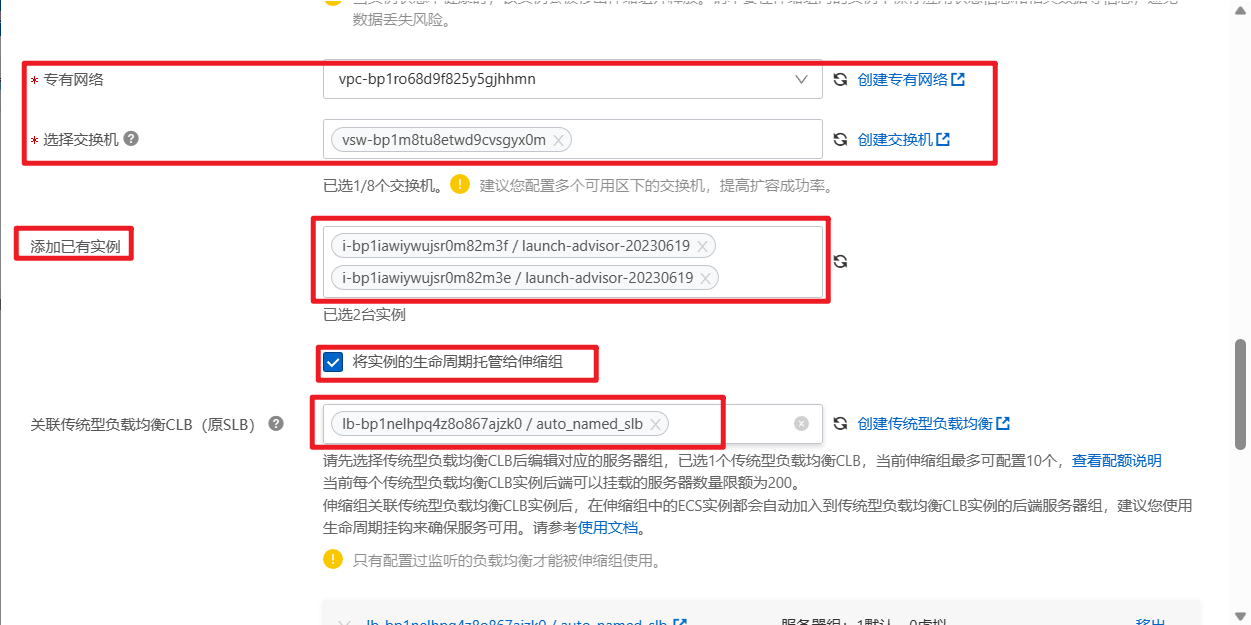 数据丢失风险。
* 专有网络 vpc-bp1ro68d9f825y5gjhhmn 创建专有网络
* 选择交换机 ? vsw-bp1m8tu8etwd9cvsgyx0m 创建交换机
已选1/8个交换机。 ! 建议您配置多个可用区下的交换机，提高扩容成功率。
添加已有实例 i-bp1iawiywujsr0m82m3f / launch-advisor-20230619
i-bp1iawiywujsr0m82m3e / launch-advisor-20230619
已选2台实例
将实例的生命周期托管给伸缩组
关联传统型负载均衡CLB（原SLB） ? lb-bp1nelhpq4z8o867ajzk0 / auto_named_slb 创建传统型负载均衡
请先选择传统型负载均衡CLB后编辑对应的服务器组，已选1个传统型负载均衡CLB，当前伸缩组最多可配置10个，查看配额说明
当前每个传统型负载均衡CLB实例后端可以挂载的服务器数量限额为200。
伸缩组关联传统型负载均衡CLB实例后，在伸缩组中的ECS实例都会自动加入到传统型负载均衡CLB实例的后端服务器组，建议您使用
生命周期挂钩来确保服务可用。请参考使用文档。
! 只有配置过监听的负载均衡才能被伸缩组使用。
lb-bp1nelhpq4z8o867ajzk0 / auto_named_slb 服务器组：1默认，0虚拟 移出